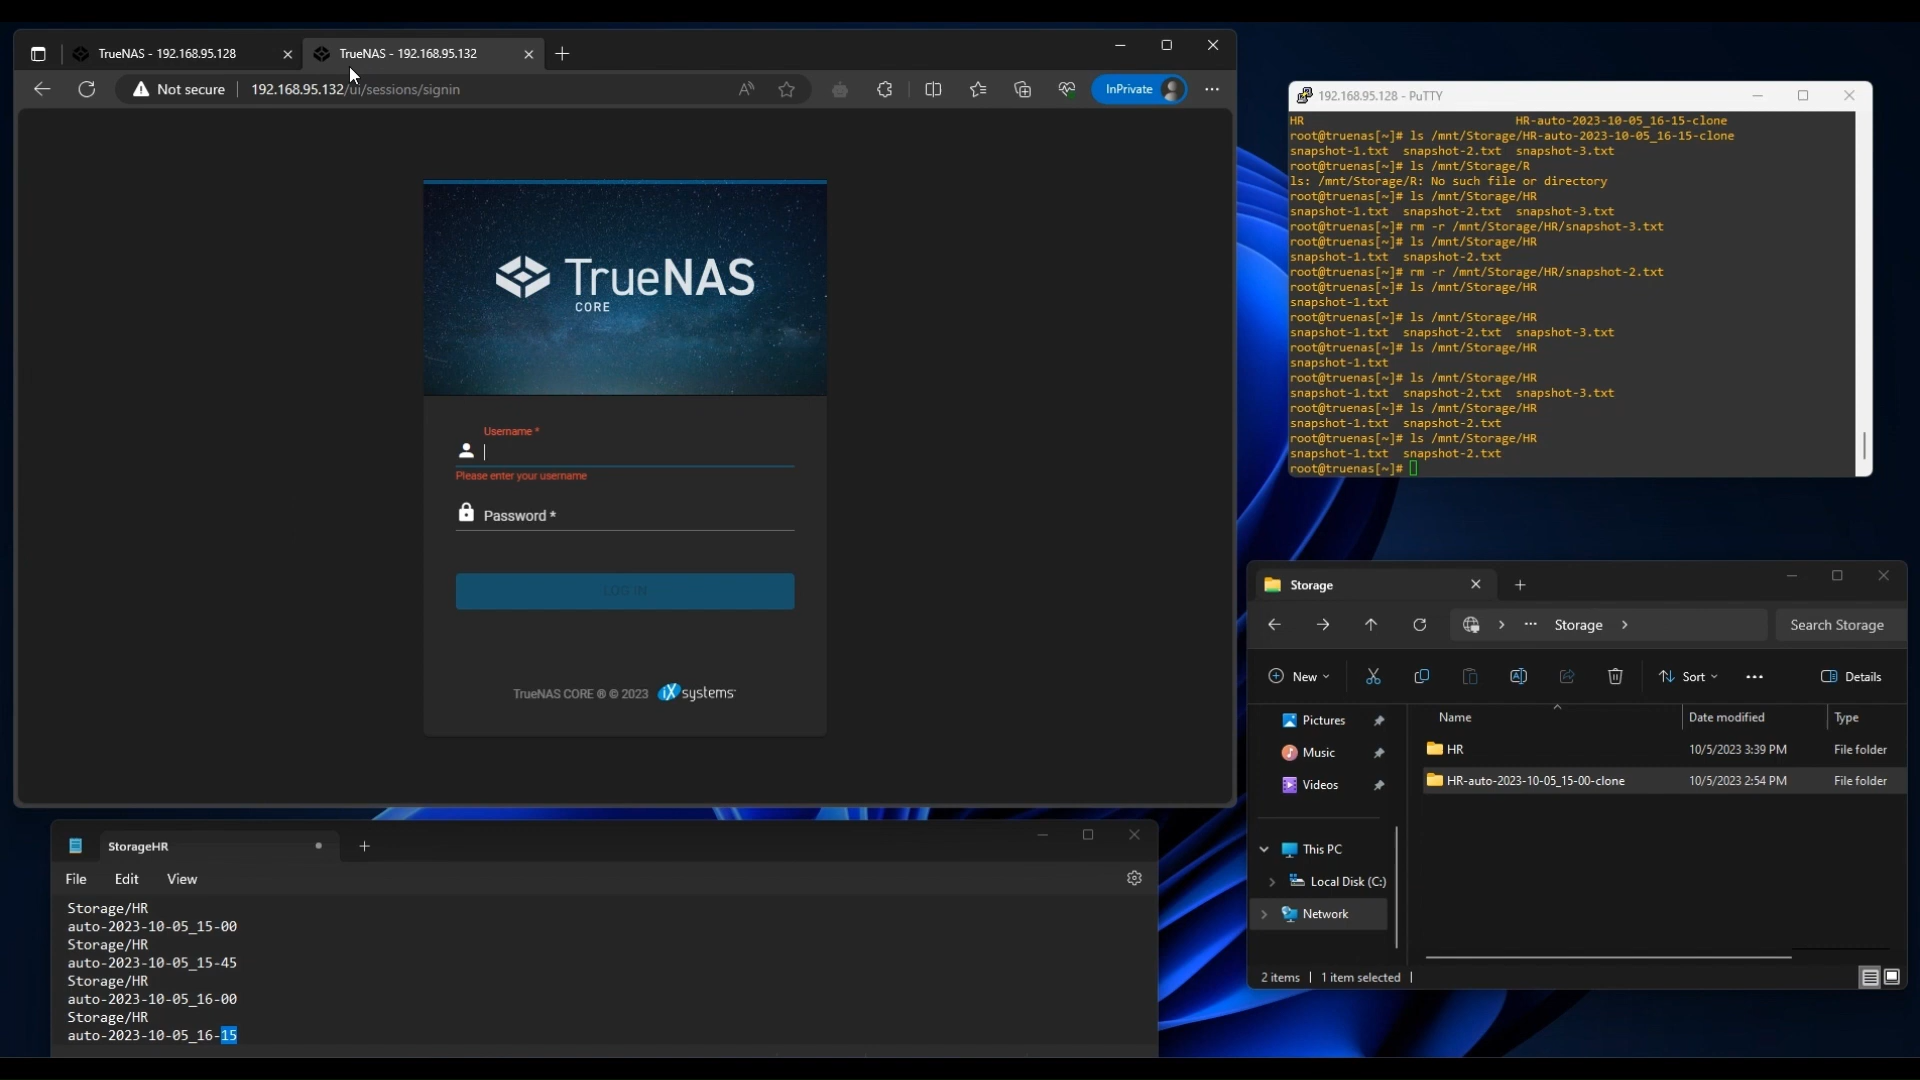 TrueNAS - 192.168.95.128
TrueNAS - 192.168.95.132
Not secure
192.168.95.132/ui/sessions/signin
InPrivate
TrueNAS
CORE
Username *
Please enter your username
Password *
LOG IN
TrueNAS CORE ® © 2023 iXsystems
192.168.95.128 - PuTTY
HR HR-auto-2023-10-05_16-15-clone
root@truenas[~]# ls /mnt/Storage/HR-auto-2023-10-05_16-15-clone
snapshot-1.txt snapshot-2.txt snapshot-3.txt
root@truenas[~]# ls /mnt/Storage/R
ls: /mnt/Storage/R: No such file or directory
root@truenas[~]# ls /mnt/Storage/HR
snapshot-1.txt snapshot-2.txt snapshot-3.txt
root@truenas[~]# rm -r /mnt/Storage/HR/snapshot-3.txt
root@truenas[~]# ls /mnt/Storage/HR
snapshot-1.txt snapshot-2.txt
root@truenas[~]# rm -r /mnt/Storage/HR/snapshot-2.txt
root@truenas[~]# ls /mnt/Storage/HR
snapshot-1.txt
root@truenas[~]# ls /mnt/Storage/HR
snapshot-1.txt snapshot-2.txt snapshot-3.txt
root@truenas[~]# ls /mnt/Storage/HR
snapshot-1.txt
root@truenas[~]# ls /mnt/Storage/HR
snapshot-1.txt snapshot-2.txt snapshot-3.txt
root@truenas[~]# ls /mnt/Storage/HR
snapshot-1.txt snapshot-2.txt
root@truenas[~]# ls /mnt/Storage/HR
snapshot-1.txt snapshot-2.txt
root@truenas[~]#
Storage
Storage
Search Storage
New
Sort
Details
Pictures
Music
Videos
This PC
Local Disk (C:)
Network
Name Date modified Type
HR 10/5/2023 3:39 PM File folder
HR-auto-2023-10-05_15-00-clone 10/5/2023 2:54 PM File folder
2 items 1 item selected
StorageHR
File Edit View
Storage/HR
auto-2023-10-05_15-00
Storage/HR
auto-2023-10-05_15-45
Storage/HR
auto-2023-10-05_16-00
Storage/HR
auto-2023-10-05_16-15